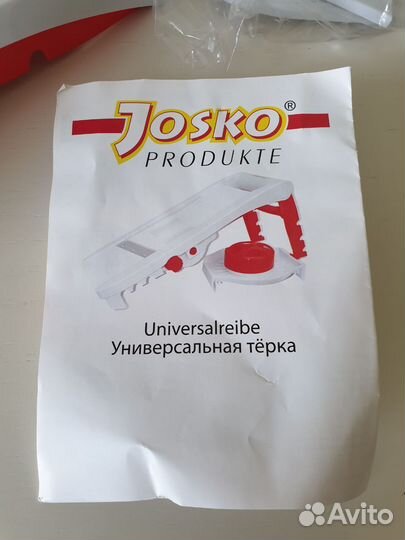 JOSKO®
PRODUKTE
Universalreibe
Универсальная тёрка
Avito